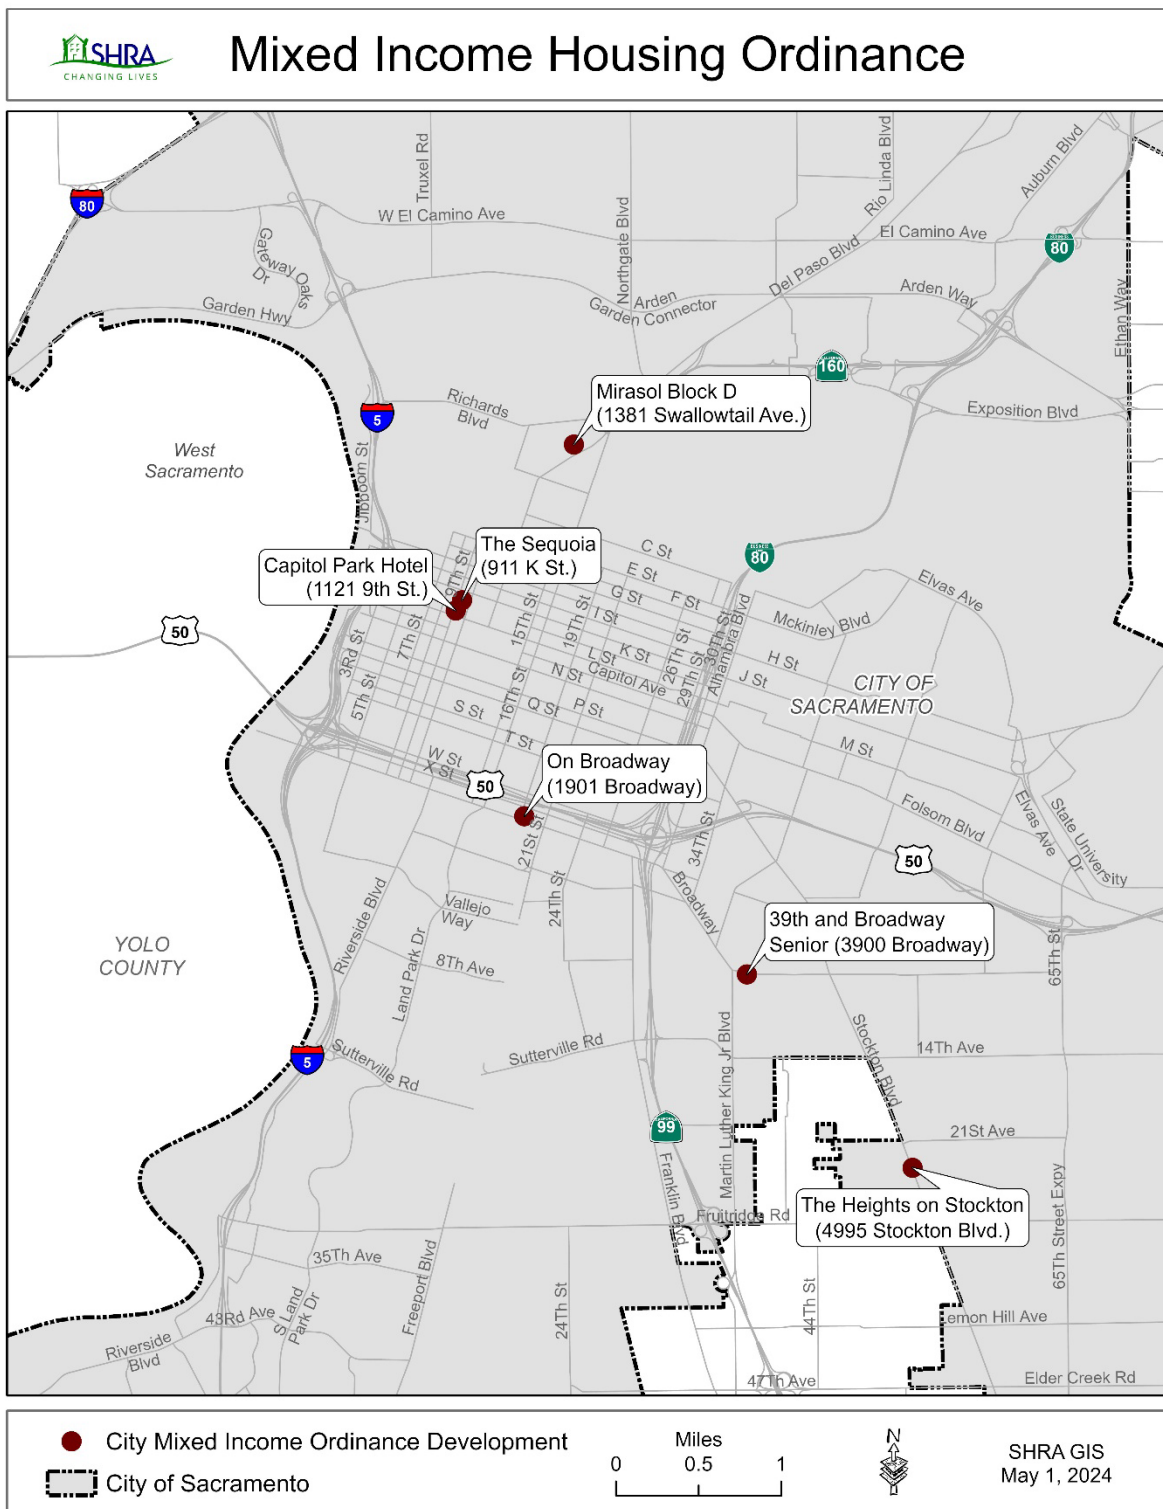 SHRA
CHANGING LIVES
Mixed Income Housing Ordinance
80
Truxel Rd
W El Camino Ave
Northgate Blvd
Rio Linda Blvd
Auburn Blvd
El Camino Ave
80
Gateway Oaks
Dr
Garden Hwy
Del Paso Blvd
Arden
Garden Connector
Arden Way
Ethan Way
160
Mirasol Block D
(1381 Swallowtail Ave.)
Richards
Blvd
Exposition Blvd
5
West
Sacramento
Jibboom St
80
Capitol Park Hotel
(1121 9th St.)
The Sequoia
(911 K St.)
9Th St
C St
E St
F St
G St
I St
K St
L St
Capitol Ave
N St
P St
Q St
S St
T St
W St
X St
H St
J St
M St
Mckinley Blvd
Elvas Ave
50
3Rd St
5Th St
7Th St
15Th St
16Th St
19Th St
26Th St
29Th St
30Th St
Alhambra Blvd
CITY OF
SACRAMENTO
On Broadway
(1901 Broadway)
50
21St S
24Th St
34Th St
Broadway
Folsom Blvd
50
Elvas Ave
State University
Dr
Vallejo
Way
Riverside Blvd
Land Park Dr
8Th Ave
39th and Broadway
Senior (3900 Broadway)
65Th St
YOLO
COUNTY
5
Sutterville Rd
Sutterville Rd
Martin Luther King Jr Blvd
Stockton Blvd
14Th Ave
99
21St Ave
Franklin Blvd
Fruitridge Rd
The Heights on Stockton
(4995 Stockton Blvd.)
65Th Street Expy
35Th Ave
43Rd Ave
S Land
Park Dr
Riverside
Blvd
Freeport Blvd
24Th St
44Th St
47Th Ave
Lemon Hill Ave
Elder Creek Rd
City Mixed Income Ordinance Development
City of Sacramento
Miles
0 0.5 1
N
SHRA GIS
May 1, 2024